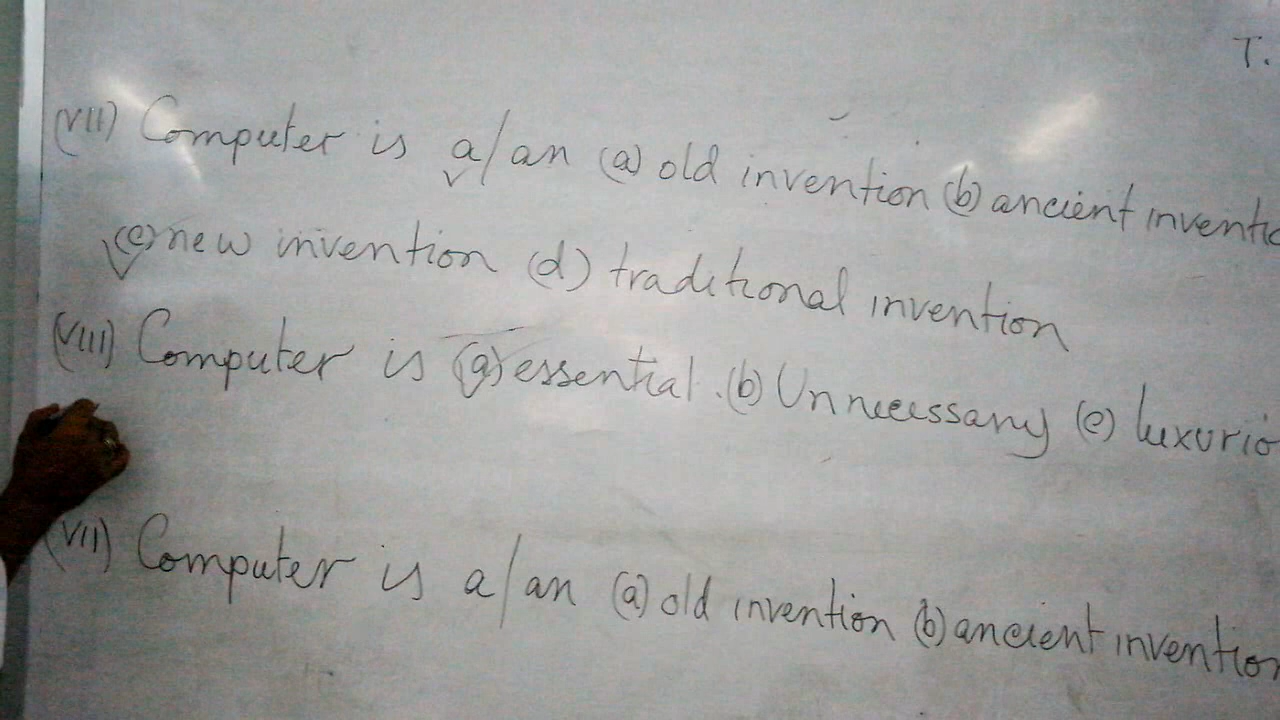 T.
(VII) Computer is a/an (a) old invention (b) ancient inventio
(c) new invention (d) traditional invention
(VIII) Computer is (a) essential. (b) Unnecessary (c) luxurio
(VII) Computer is a/an (a) old invention (b) ancient invention